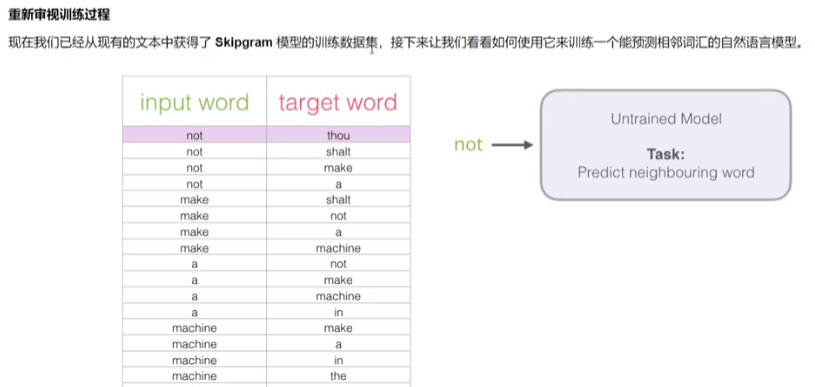 重新审视训练过程
现在我们已经从现有的文本中获得了 Skipgram 模型的训练数据集，接下来让我们看看如何使用它来训练一个能预测相邻词汇的自然语言模型。
input word target word
not thou
not shalt
not make
not a
make shalt
make not
make a
make machine
a not
a make
a machine
a in
machine make
machine a
machine in
machine the
not
Untrained Model
Task:
Predict neighbouring word